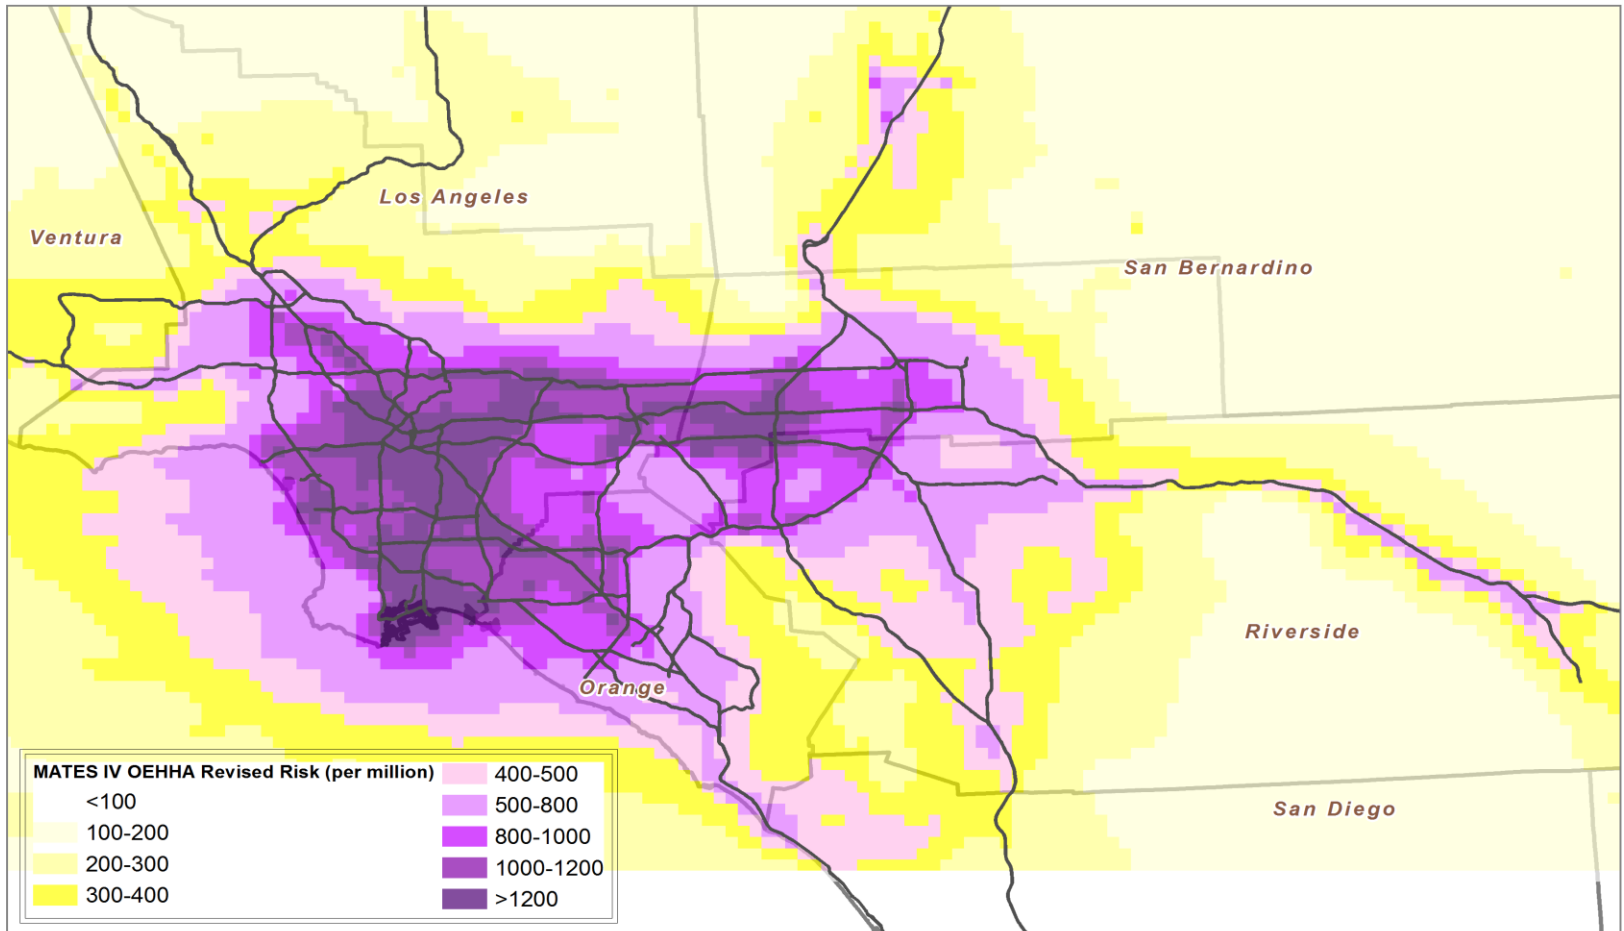 Los Angeles
Ventura
San Bernardino
Riverside
Orange
San Diego
MATES IV OEHHA Revised Risk (per million)
<100
100-200
200-300
300-400
400-500
500-800
800-1000
1000-1200
>1200